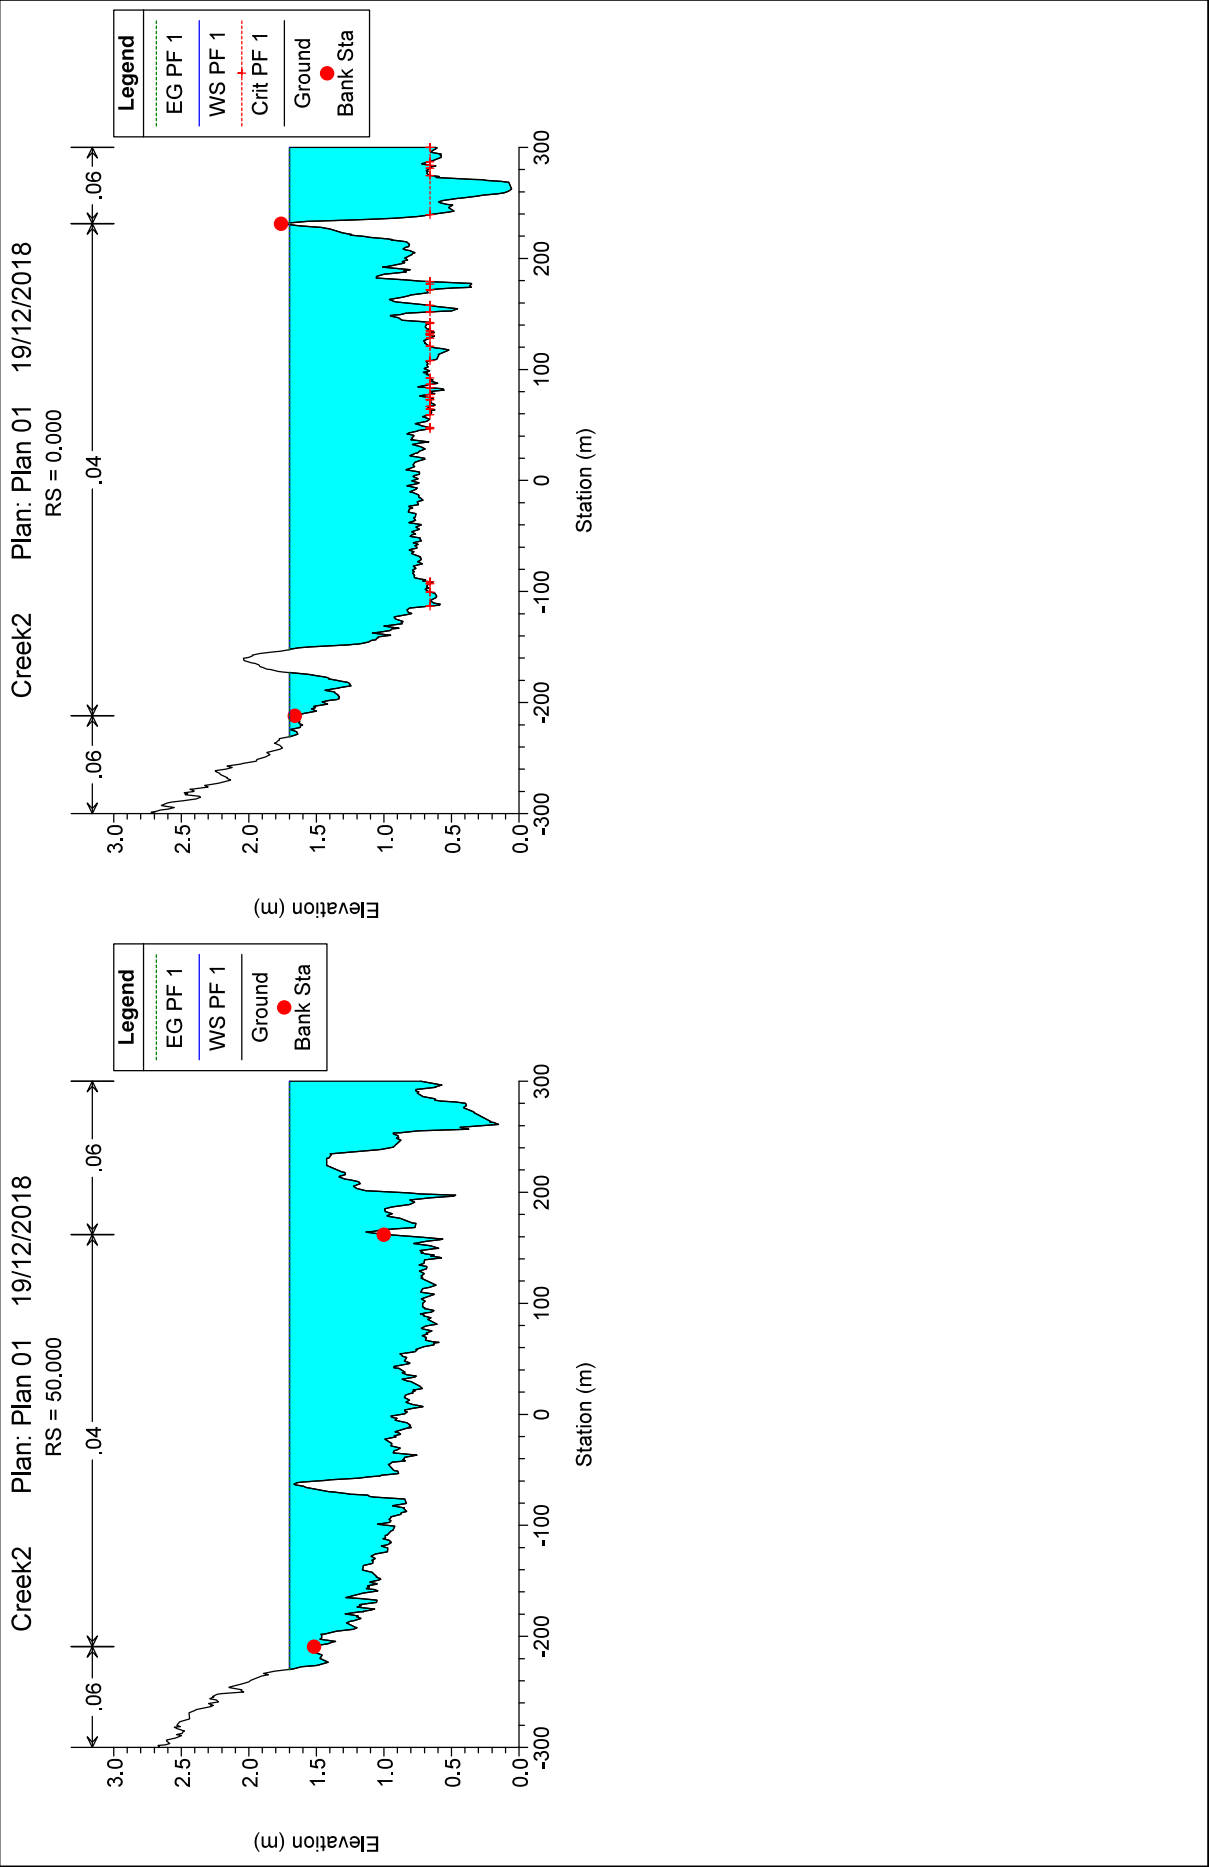 Creek2 Plan: Plan 01 19/12/2018
RS = 50.000
.06
.04
.06
Legend
EG PF 1
WS PF 1
Ground
Bank Sta
Elevation (m)
3.0
2.5
2.0
1.5
1.0
0.5
0.0
-300
-200
-100
0
100
200
300
Station (m)
Creek2 Plan: Plan 01 19/12/2018
RS = 0.000
.06
.04
.06
Legend
EG PF 1
WS PF 1
Crit PF 1
Ground
Bank Sta
Elevation (m)
3.0
2.5
2.0
1.5
1.0
0.5
0.0
-300
-200
-100
0
100
200
300
Station (m)